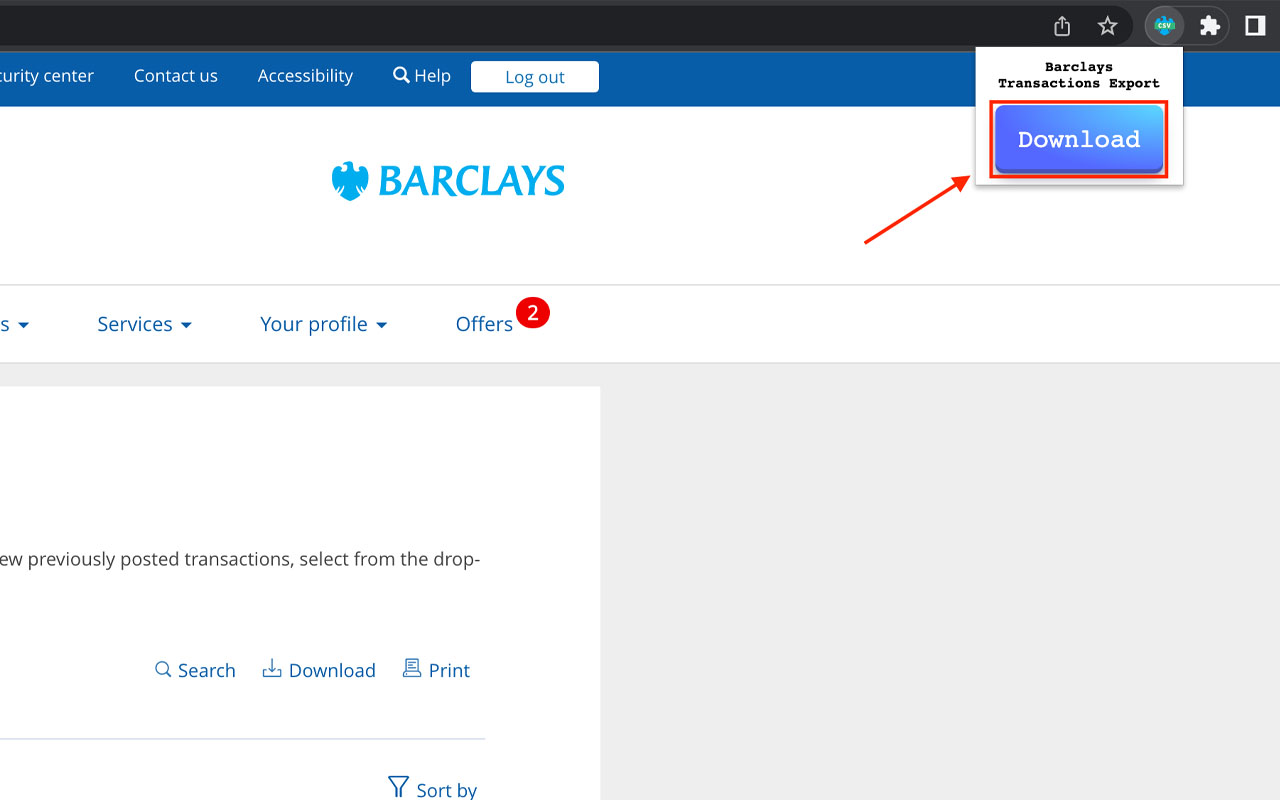 CSV
curity center Contact us Accessibility Help Log out
Barclays
Transactions Export
Download
BARCLAYS
s Services Your profile Offers 2
ew previously posted transactions, select from the drop-
Search Download Print
Sort by